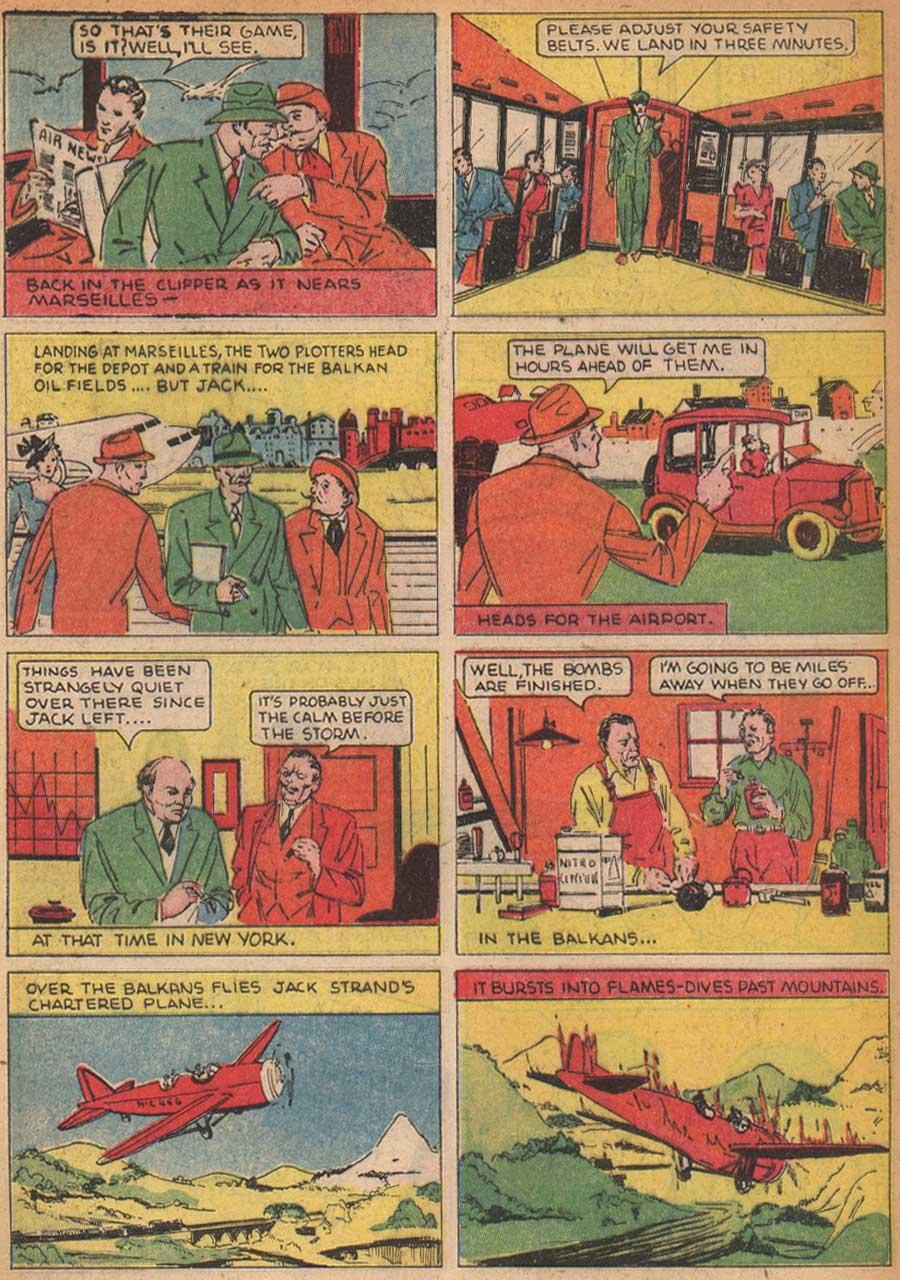 SO THAT'S THEIR GAME,
IS IT? WELL, I'LL SEE.
AIR NEWS
BACK IN THE CLIPPER AS IT NEARS
MARSEILLES—
PLEASE ADJUST YOUR SAFETY
BELTS. WE LAND IN THREE MINUTES.
LANDING AT MARSEILLES, THE TWO PLOTTERS HEAD
FOR THE DEPOT AND A TRAIN FOR THE BALKAN
OIL FIELDS .... BUT JACK....
THE PLANE WILL GET ME IN
HOURS AHEAD OF THEM.
TAXI
HEADS FOR THE AIRPORT.
THINGS HAVE BEEN
STRANGELY QUIET
OVER THERE SINCE
JACK LEFT....
IT'S PROBABLY JUST
THE CALM BEFORE
THE STORM.
AT THAT TIME IN NEW YORK.
WELL, THE BOMBS
ARE FINISHED.
I'M GOING TO BE MILES
AWAY WHEN THEY GO OFF...
NITRO
IN THE BALKANS...
OVER THE BALKANS FLIES JACK STRAND'S
CHARTERED PLANE...
IT BURSTS INTO FLAMES-DIVES PAST MOUNTAINS.